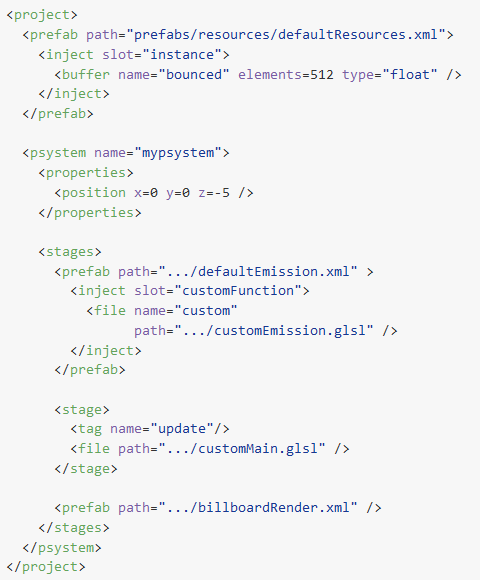 <project>
  <prefab path="prefabs/resources/defaultResources.xml">
    <inject slot="instance">
      <buffer name="bounced" elements=512 type="float" />
    </inject>
  </prefab>

  <psystem name="mypsystem">
    <properties>
      <position x=0 y=0 z=-5 />
    </properties>

    <stages>
      <prefab path=".../defaultEmission.xml" >
        <inject slot="customFunction">
          <file name="custom"
                path=".../customEmission.glsl" />
        </inject>
      </prefab>

      <stage>
        <tag name="update"/>
        <file path=".../customMain.glsl" />
      </stage>

      <prefab path=".../billboardRender.xml" />
    </stages>
  </psystem>
</project>